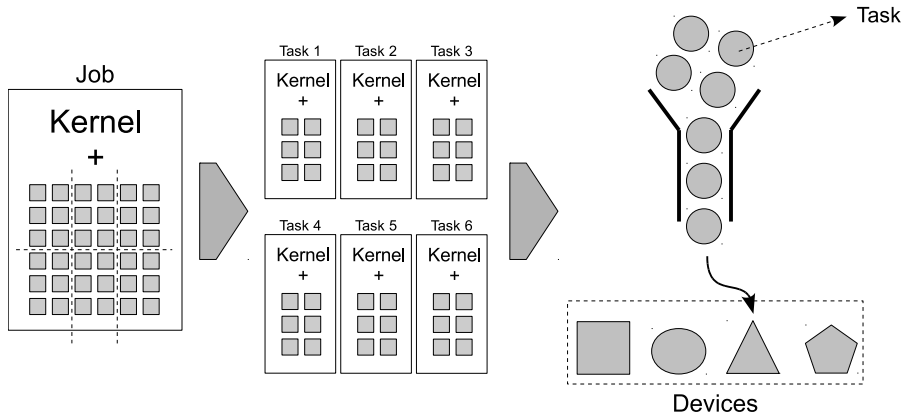 Job
Kernel
+
Task 1
Kernel
+
Task 2
Kernel
+
Task 3
Kernel
+
Task 4
Kernel
+
Task 5
Kernel
+
Task 6
Kernel
+
Task
Devices